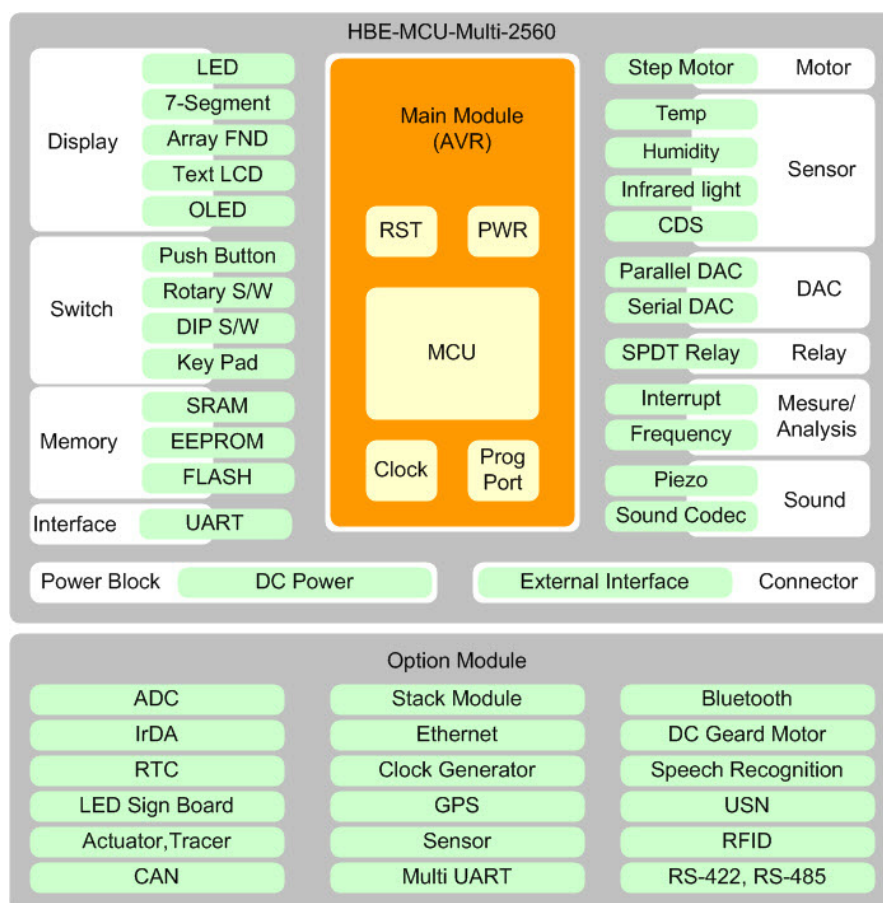 HBE-MCU-Multi-2560
Display
LED
7-Segment
Array FND
Text LCD
OLED
Switch
Push Button
Rotary S/W
DIP S/W
Key Pad
Memory
SRAM
EEPROM
FLASH
Interface
UART
Main Module
(AVR)
RST
PWR
MCU
Clock
Prog
Port
Step Motor
Motor
Temp
Humidity
Infrared light
CDS
Sensor
Parallel DAC
Serial DAC
DAC
SPDT Relay
Relay
Interrupt
Frequency
Mesure/
Analysis
Piezo
Sound Codec
Sound
Power Block
DC Power
External Interface
Connector
Option Module
ADC
IrDA
RTC
LED Sign Board
Actuator,Tracer
CAN
Stack Module
Ethernet
Clock Generator
GPS
Sensor
Multi UART
Bluetooth
DC Geard Motor
Speech Recognition
USN
RFID
RS-422, RS-485